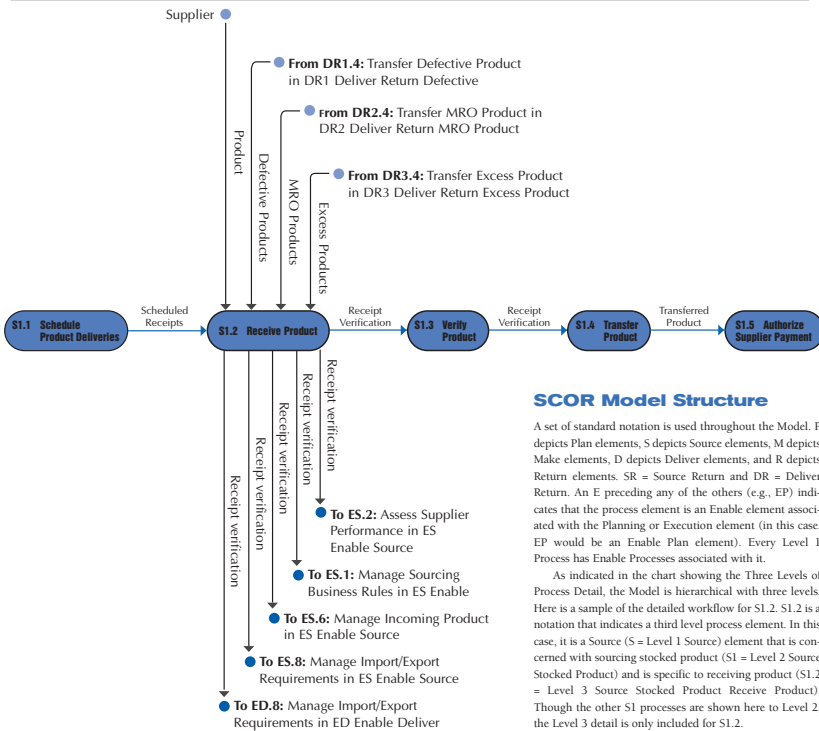 Supplier
From DR1.4: Transfer Defective Product
in DR1 Deliver Return Defective
From DR2.4: Transfer MRO Product in
DR2 Deliver Return MRO Product
From DR3.4: Transfer Excess Product
in DR3 Deliver Return Excess Product
Product
Defective Products
MRO Products
Excess Products
S1.1 Schedule
Product Deliveries
Scheduled
Receipts
S1.2 Receive Product
Receipt
Verification
S1.3 Verify
Product
Receipt
Verification
S1.4 Transfer
Product
Transferred
Product
S1.5 Authorize
Supplier Payment
Receipt verification
Receipt verification
Receipt verification
Receipt verification
Receipt verification
To ES.2: Assess Supplier
Performance in ES
Enable Source
To ES.1: Manage Sourcing
Business Rules in ES Enable
To ES.6: Manage Incoming Product
in ES Enable Source
To ES.8: Manage Import/Export
Requirements in ES Enable Source
To ED.8: Manage Import/Export
Requirements in ED Enable Deliver
SCOR Model Structure
A set of standard notation is used throughout the Model. P
depicts Plan elements, S depicts Source elements, M depicts
Make elements, D depicts Deliver elements, and R depicts
Return elements. SR = Source Return and DR = Deliver
Return. An E preceding any of the others (e.g., EP) indi-
cates that the process element is an Enable element associ-
ated with the Planning or Execution element (in this case,
EP would be an Enable Plan element). Every Level 1
Process has Enable Processes associated with it.
As indicated in the chart showing the Three Levels of
Process Detail, the Model is hierarchical with three levels.
Here is a sample of the detailed workflow for S1.2. S1.2 is a
notation that indicates a third level process element. In this
case, it is a Source (S = Level 1 Source) element that is con-
cerned with sourcing stocked product (S1 = Level 2 Source
Stocked Product) and is specific to receiving product (S1.2
= Level 3 Source Stocked Product Receive Product).
Though the other S1 processes are shown here to Level 2,
the Level 3 detail is only included for S1.2.